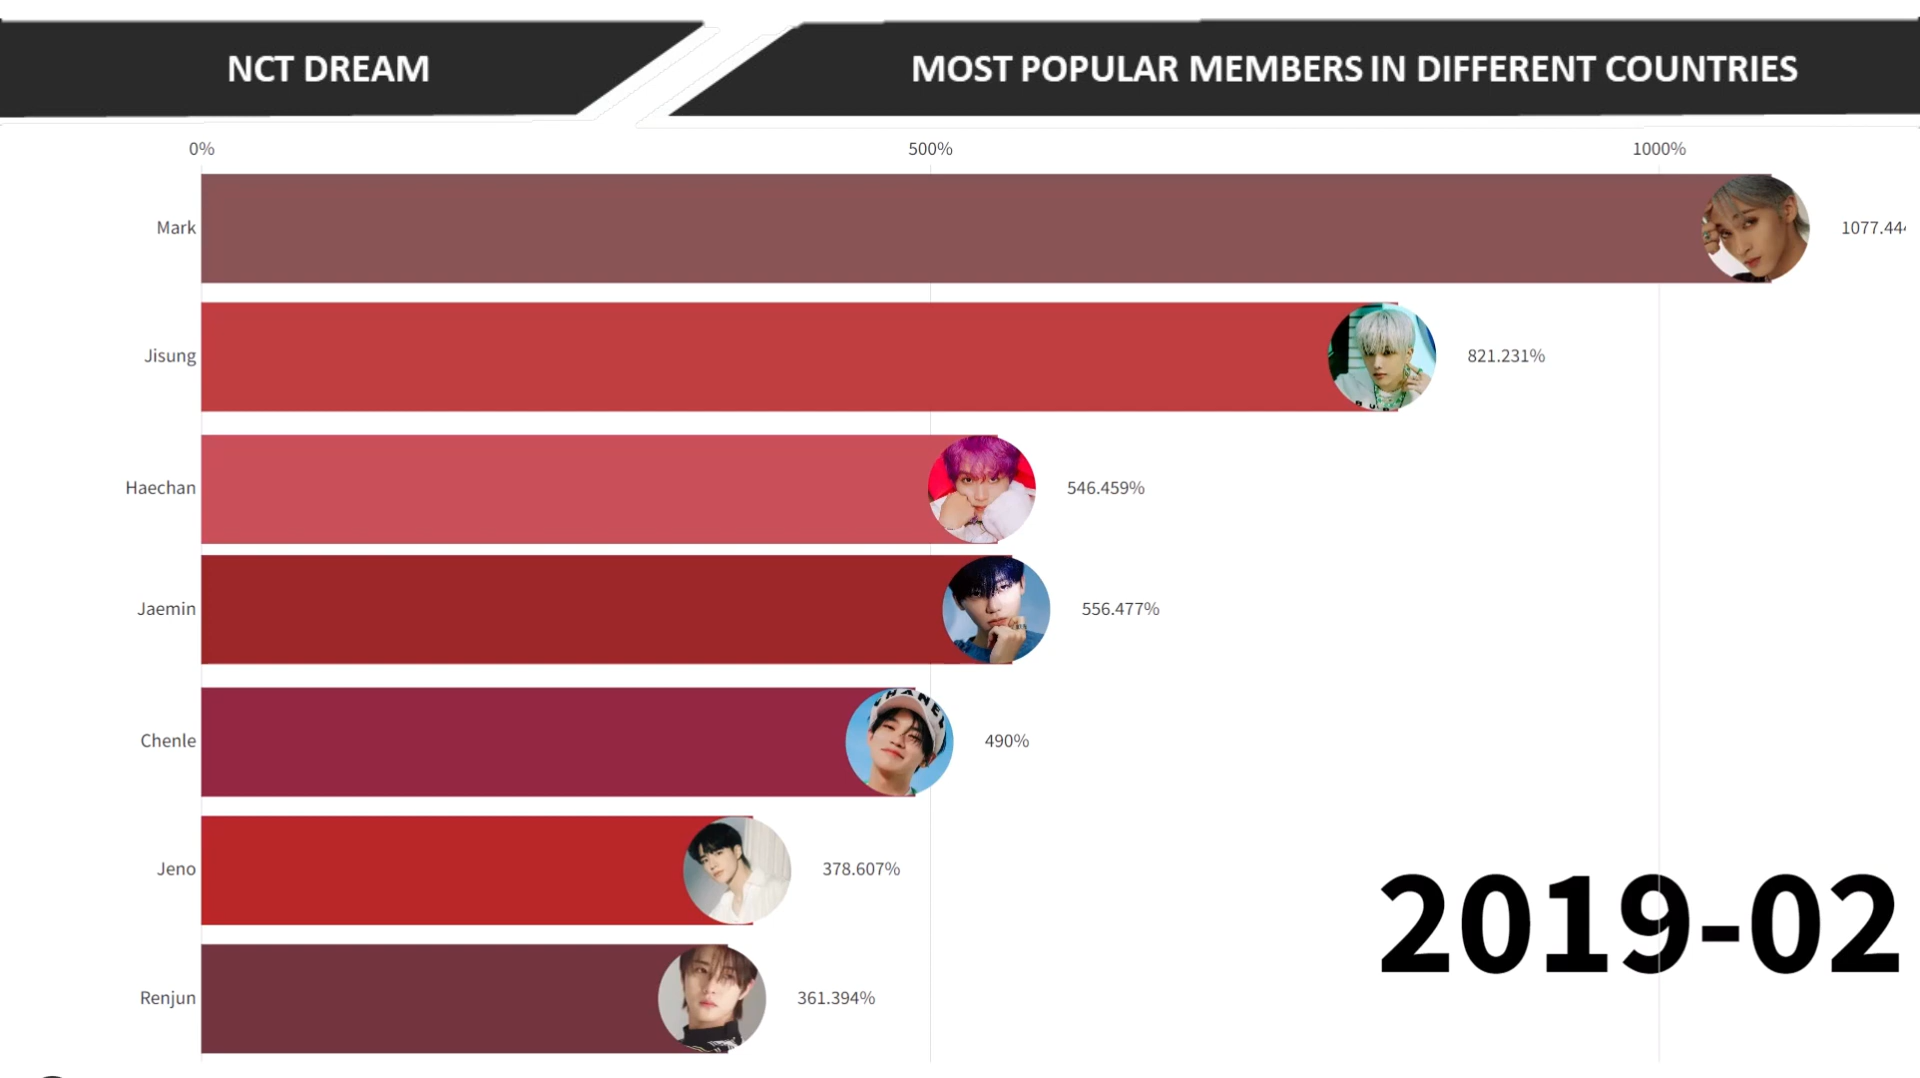 NCT DREAM
MOST POPULAR MEMBERS IN DIFFERENT COUNTRIES
0% 500% 1000%
Mark 1077.444
Jisung 821.231%
Haechan 546.459%
Jaemin 556.477%
Chenle 490%
Jeno 378.607%
Renjun 361.394%
2019-02